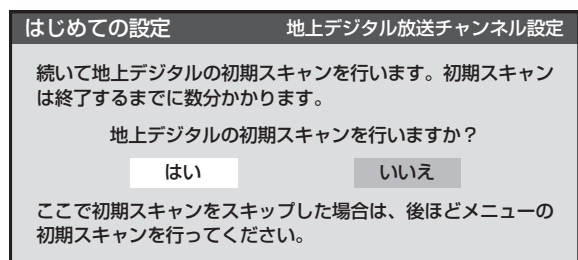 はじめての設定 地上デジタル放送チャンネル設定
続いて地上デジタルの初期スキャンを行います。初期スキャン
は終了するまでに数分かかります。
地上デジタルの初期スキャンを行いますか？
はい いいえ
ここで初期スキャンをスキップした場合は、後ほどメニューの
初期スキャンを行ってください。